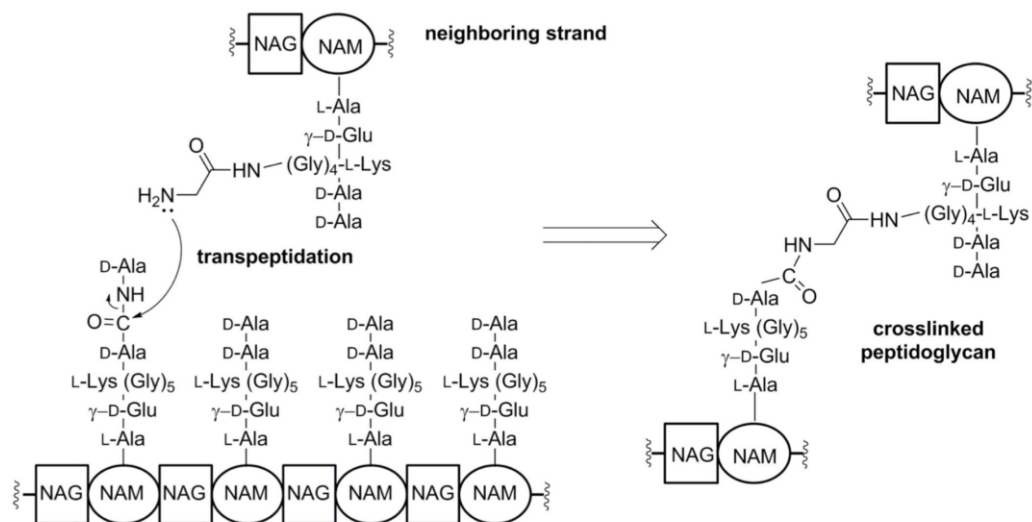 NAG NAM neighboring strand
L-Ala
γ-D-Glu
O HN (Gly)4-L-Lys
H2N D-Ala
D-Ala
transpeptidation
D-Ala
NH
O=C
D-Ala D-Ala D-Ala
D-Ala D-Ala D-Ala D-Ala
L-Lys (Gly)5 L-Lys (Gly)5 L-Lys (Gly)5 L-Lys (Gly)5
γ-D-Glu γ-D-Glu γ-D-Glu γ-D-Glu
L-Ala L-Ala L-Ala L-Ala
NAG NAM NAG NAM NAG NAM NAG NAM
NAG NAM
L-Ala
γ-D-Glu
O HN (Gly)4-L-Lys
HN D-Ala
D-Ala
C
O
D-Ala
L-Lys (Gly)5
γ-D-Glu
L-Ala
crosslinked
peptidoglycan
NAG NAM